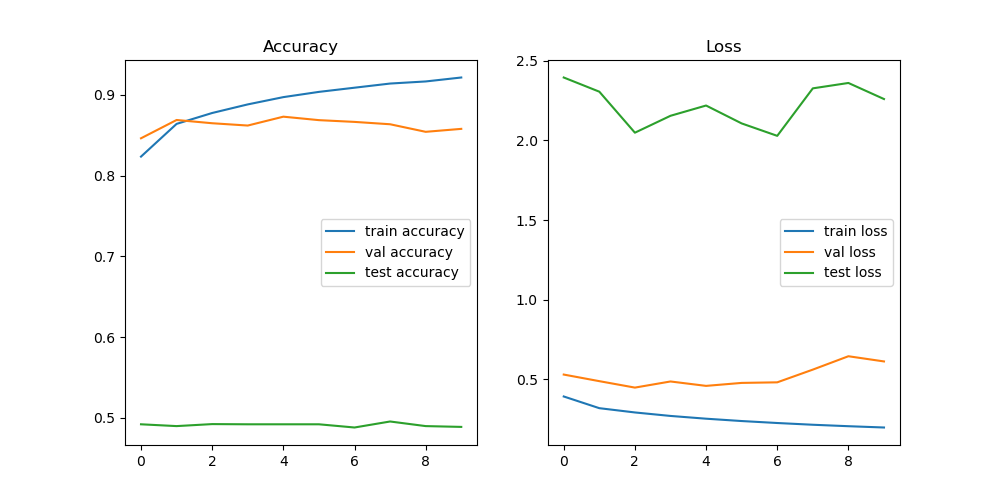 Accuracy
0.9
0.8
0.7
0.6
0.5
0 2 4 6 8
train accuracy
val accuracy
test accuracy
Loss
2.5
2.0
1.5
1.0
0.5
0 2 4 6 8
train loss
val loss
test loss